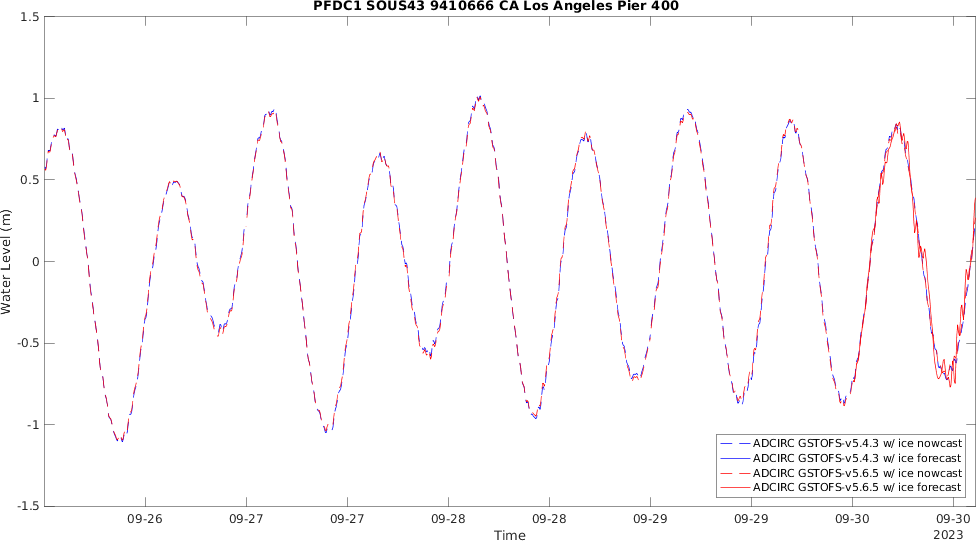 PFDC1 SOUS43 9410666 CA Los Angeles Pier 400
1.5
1
0.5
0
-0.5
-1
-1.5
Water Level (m)
ADCIRC GSTOFS-v5.4.3 w/ ice nowcast
ADCIRC GSTOFS-v5.4.3 w/ ice forecast
ADCIRC GSTOFS-v5.6.5 w/ ice nowcast
ADCIRC GSTOFS-v5.6.5 w/ ice forecast
09-26 09-27 09-27 09-28 09-28 09-29 09-29 09-30 09-30
2023
Time